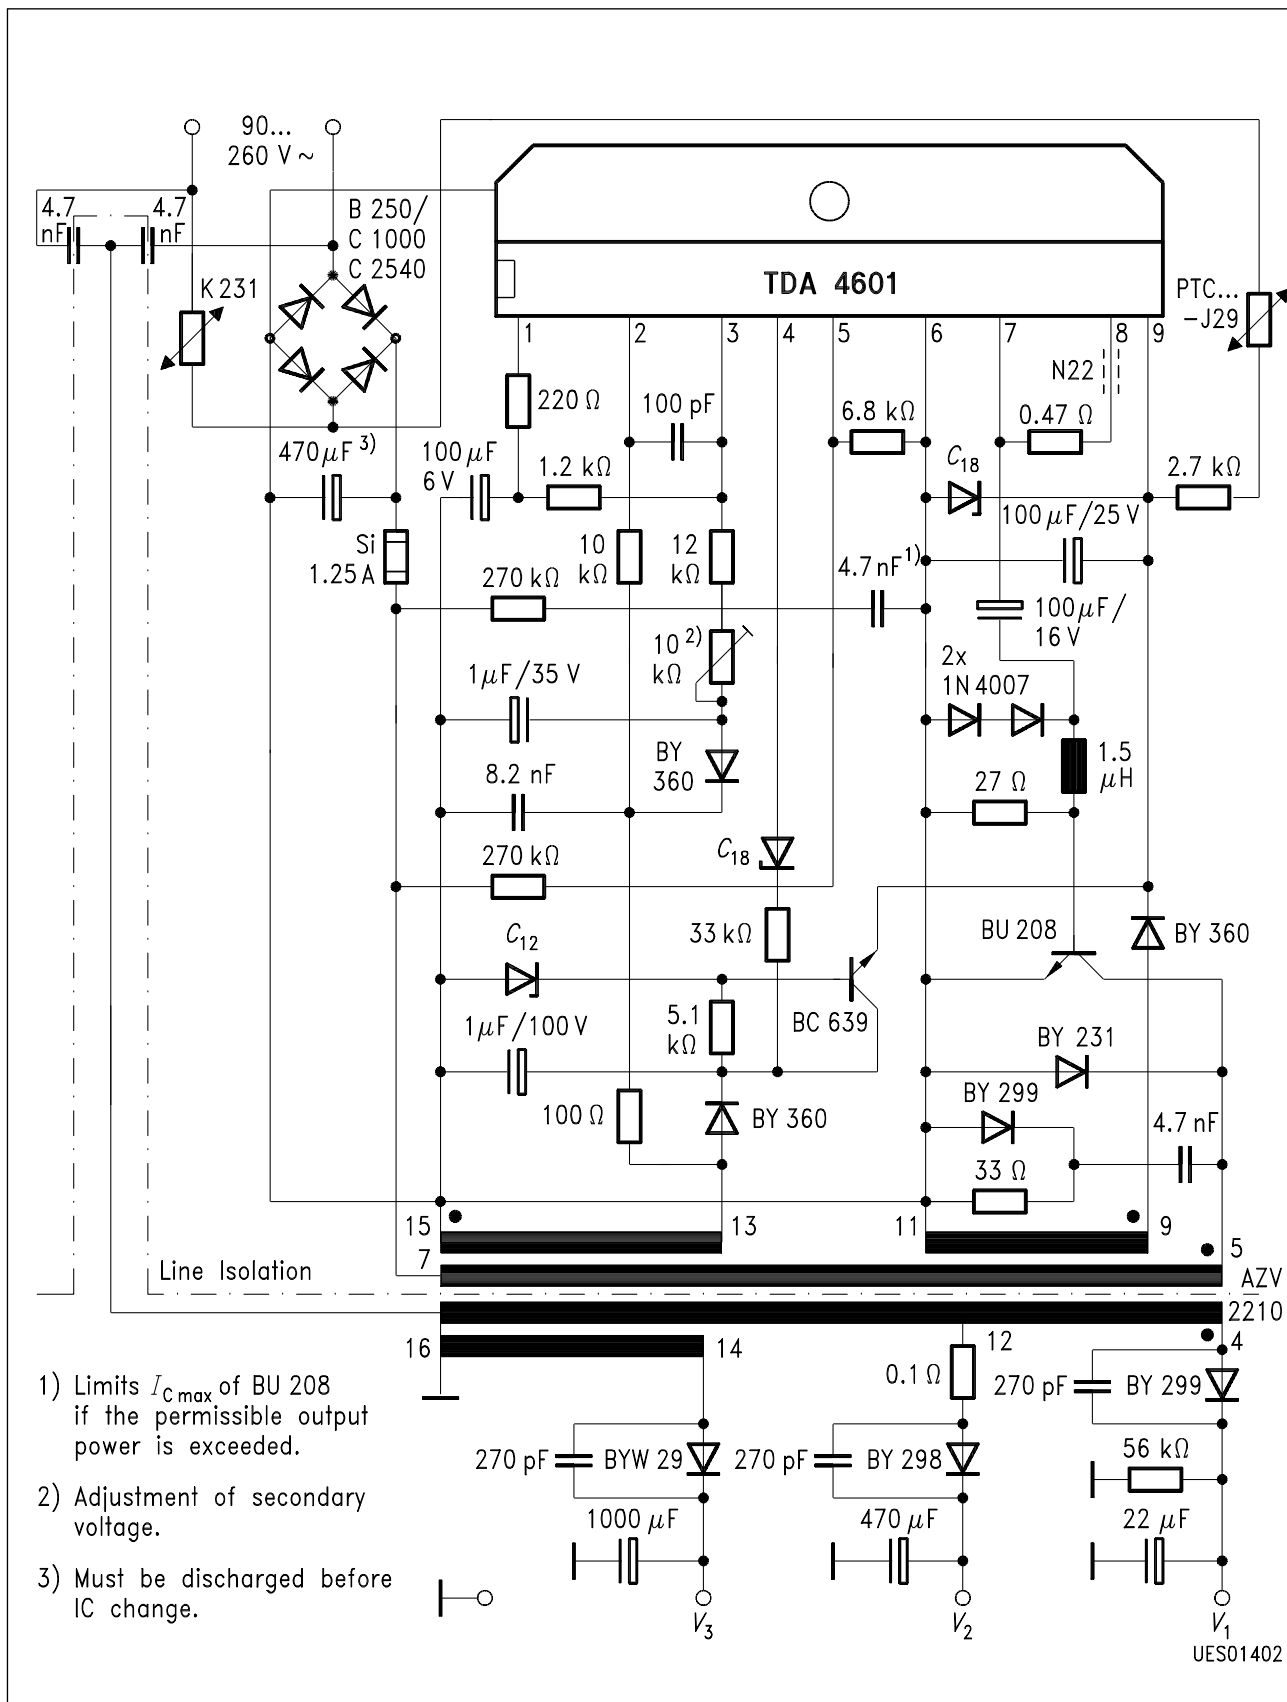 90...
260 V ~
4.7
nF
4.7
nF
B 250/
C 1000
C 2540
K 231
TDA 4601
PTC...
-J29
1
2
3
4
5
6
7
8
9
N22
220 Ω
100 pF
6.8 kΩ
0.47 Ω
470 µF 3)
100 µF
6 V
1.2 kΩ
C18
2.7 kΩ
100 µF/25 V
Si
1.25 A
10
kΩ
12
kΩ
4.7 nF 1)
270 kΩ
100 µF/
16 V
10 2)
kΩ
2x
1N 4007
1µF/35 V
BY
360
1.5
µH
8.2 nF
27 Ω
C18
270 kΩ
C12
33 kΩ
BU 208
BY 360
5.1
kΩ
BC 639
1µF/100 V
BY 231
BY 299
100 Ω
BY 360
4.7 nF
33 Ω
15
13
11
9
7
5
Line Isolation
AZV
2210
16
14
12
4
0.1 Ω
270 pF
BY 299
1) Limits IC max of BU 208
if the permissible output
power is exceeded.
270 pF
BYW 29
270 pF
BY 298
56 kΩ
2) Adjustment of secondary
voltage.
1000 µF
470 µF
22 µF
3) Must be discharged before
IC change.
V3
V2
V1
UES01402